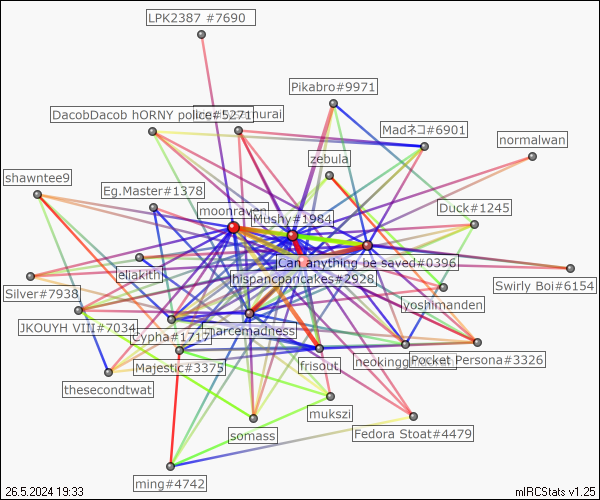 LPK2387 #7690
Pikabro#9971
DacobDacob hORNY police#5271
Madネコ#6901
normalwan
zebula
shawntee9
Eg.Master#1378
moonraven
Mushy#1984
Duck#1245
Can anything be saved#0396
eliakith
hispancpancakes#2928
Swirly Boi#6154
Silver#7938
yoshimanden
JKOUYH VIII#7034
Cypha#1717
marcemadness
Majestic#3375
frisout
Pocket Persona#3326
thesecondtwat
mukszi
somass
Fedora Stoat#4479
ming#4742
26.5.2024 19:33
mIRCStats v1.25